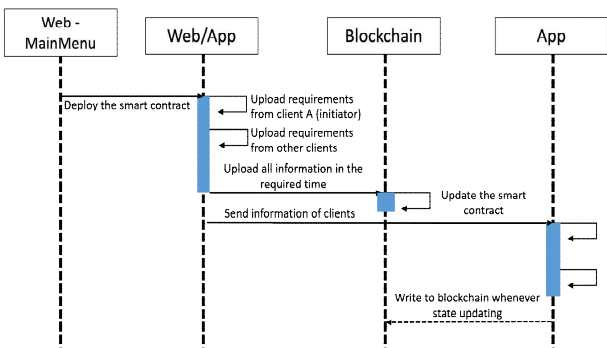 Web -
MainMenu
Web/App
Blockchain
App
Deploy the smart contract
Upload requirements
from client A (initiator)
Upload requirements
from other clients
Upload all information in the
required time
Update the smart
contract
Send information of clients
Write to blockchain whenever
state updating